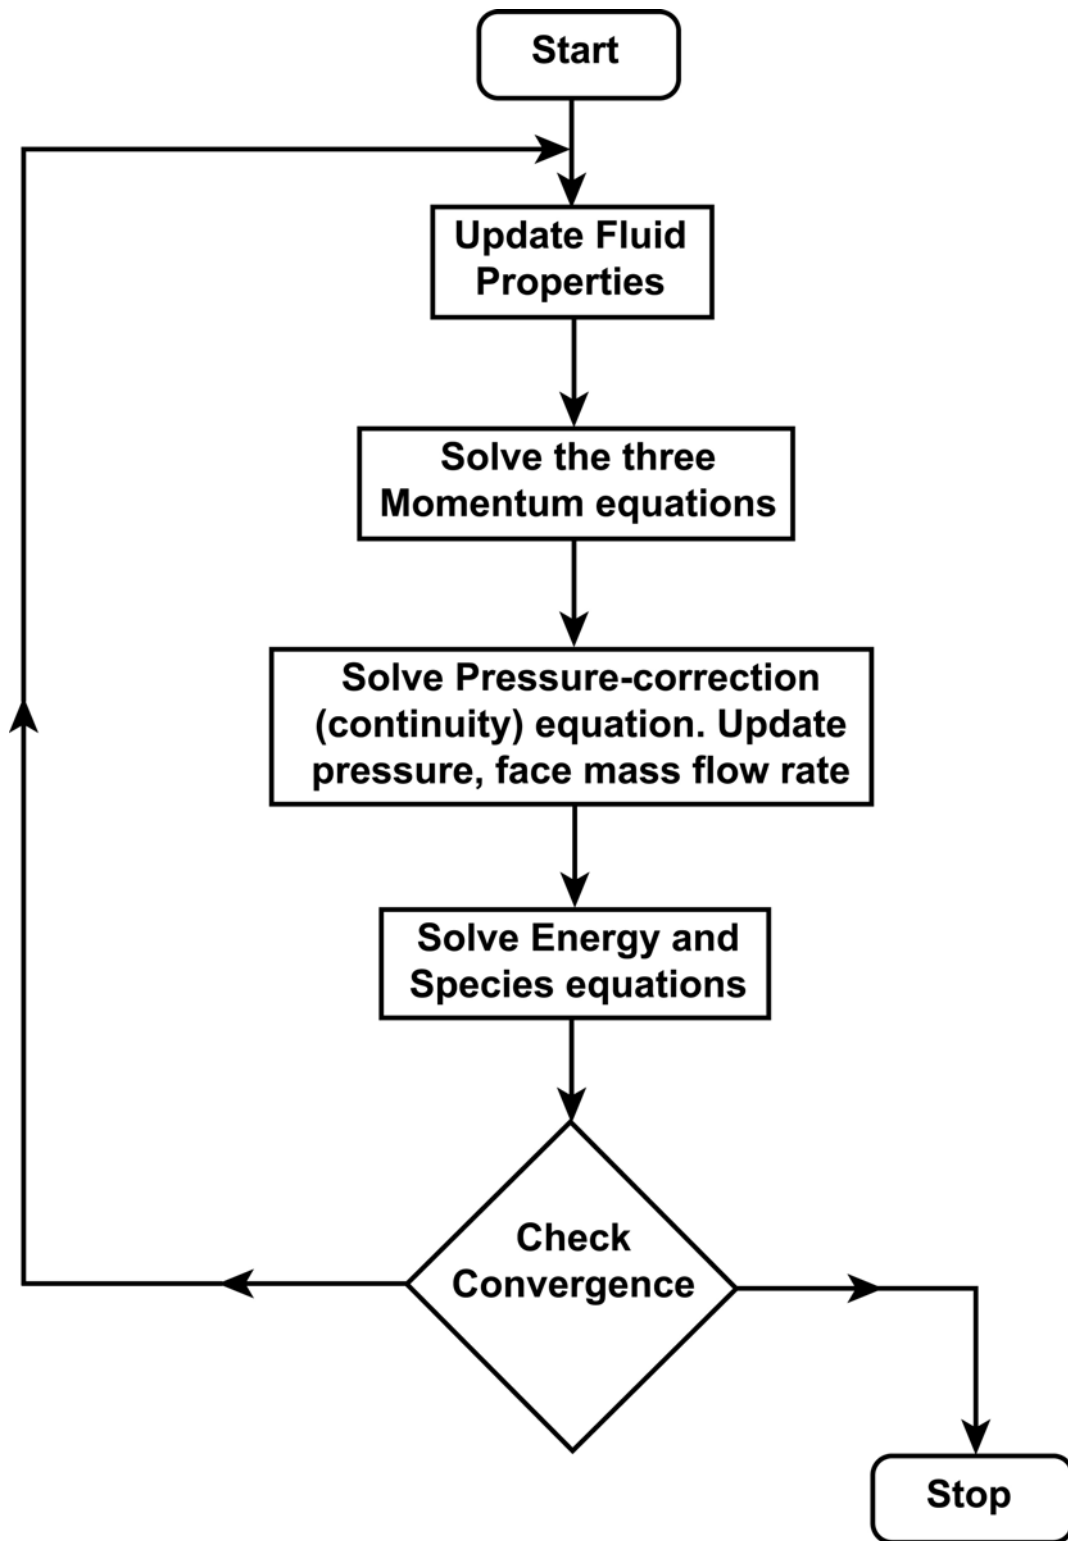 Start
Update Fluid
Properties
Solve the three
Momentum equations
Solve Pressure-correction
(continuity) equation. Update
pressure, face mass flow rate
Solve Energy and
Species equations
Check
Convergence
Stop